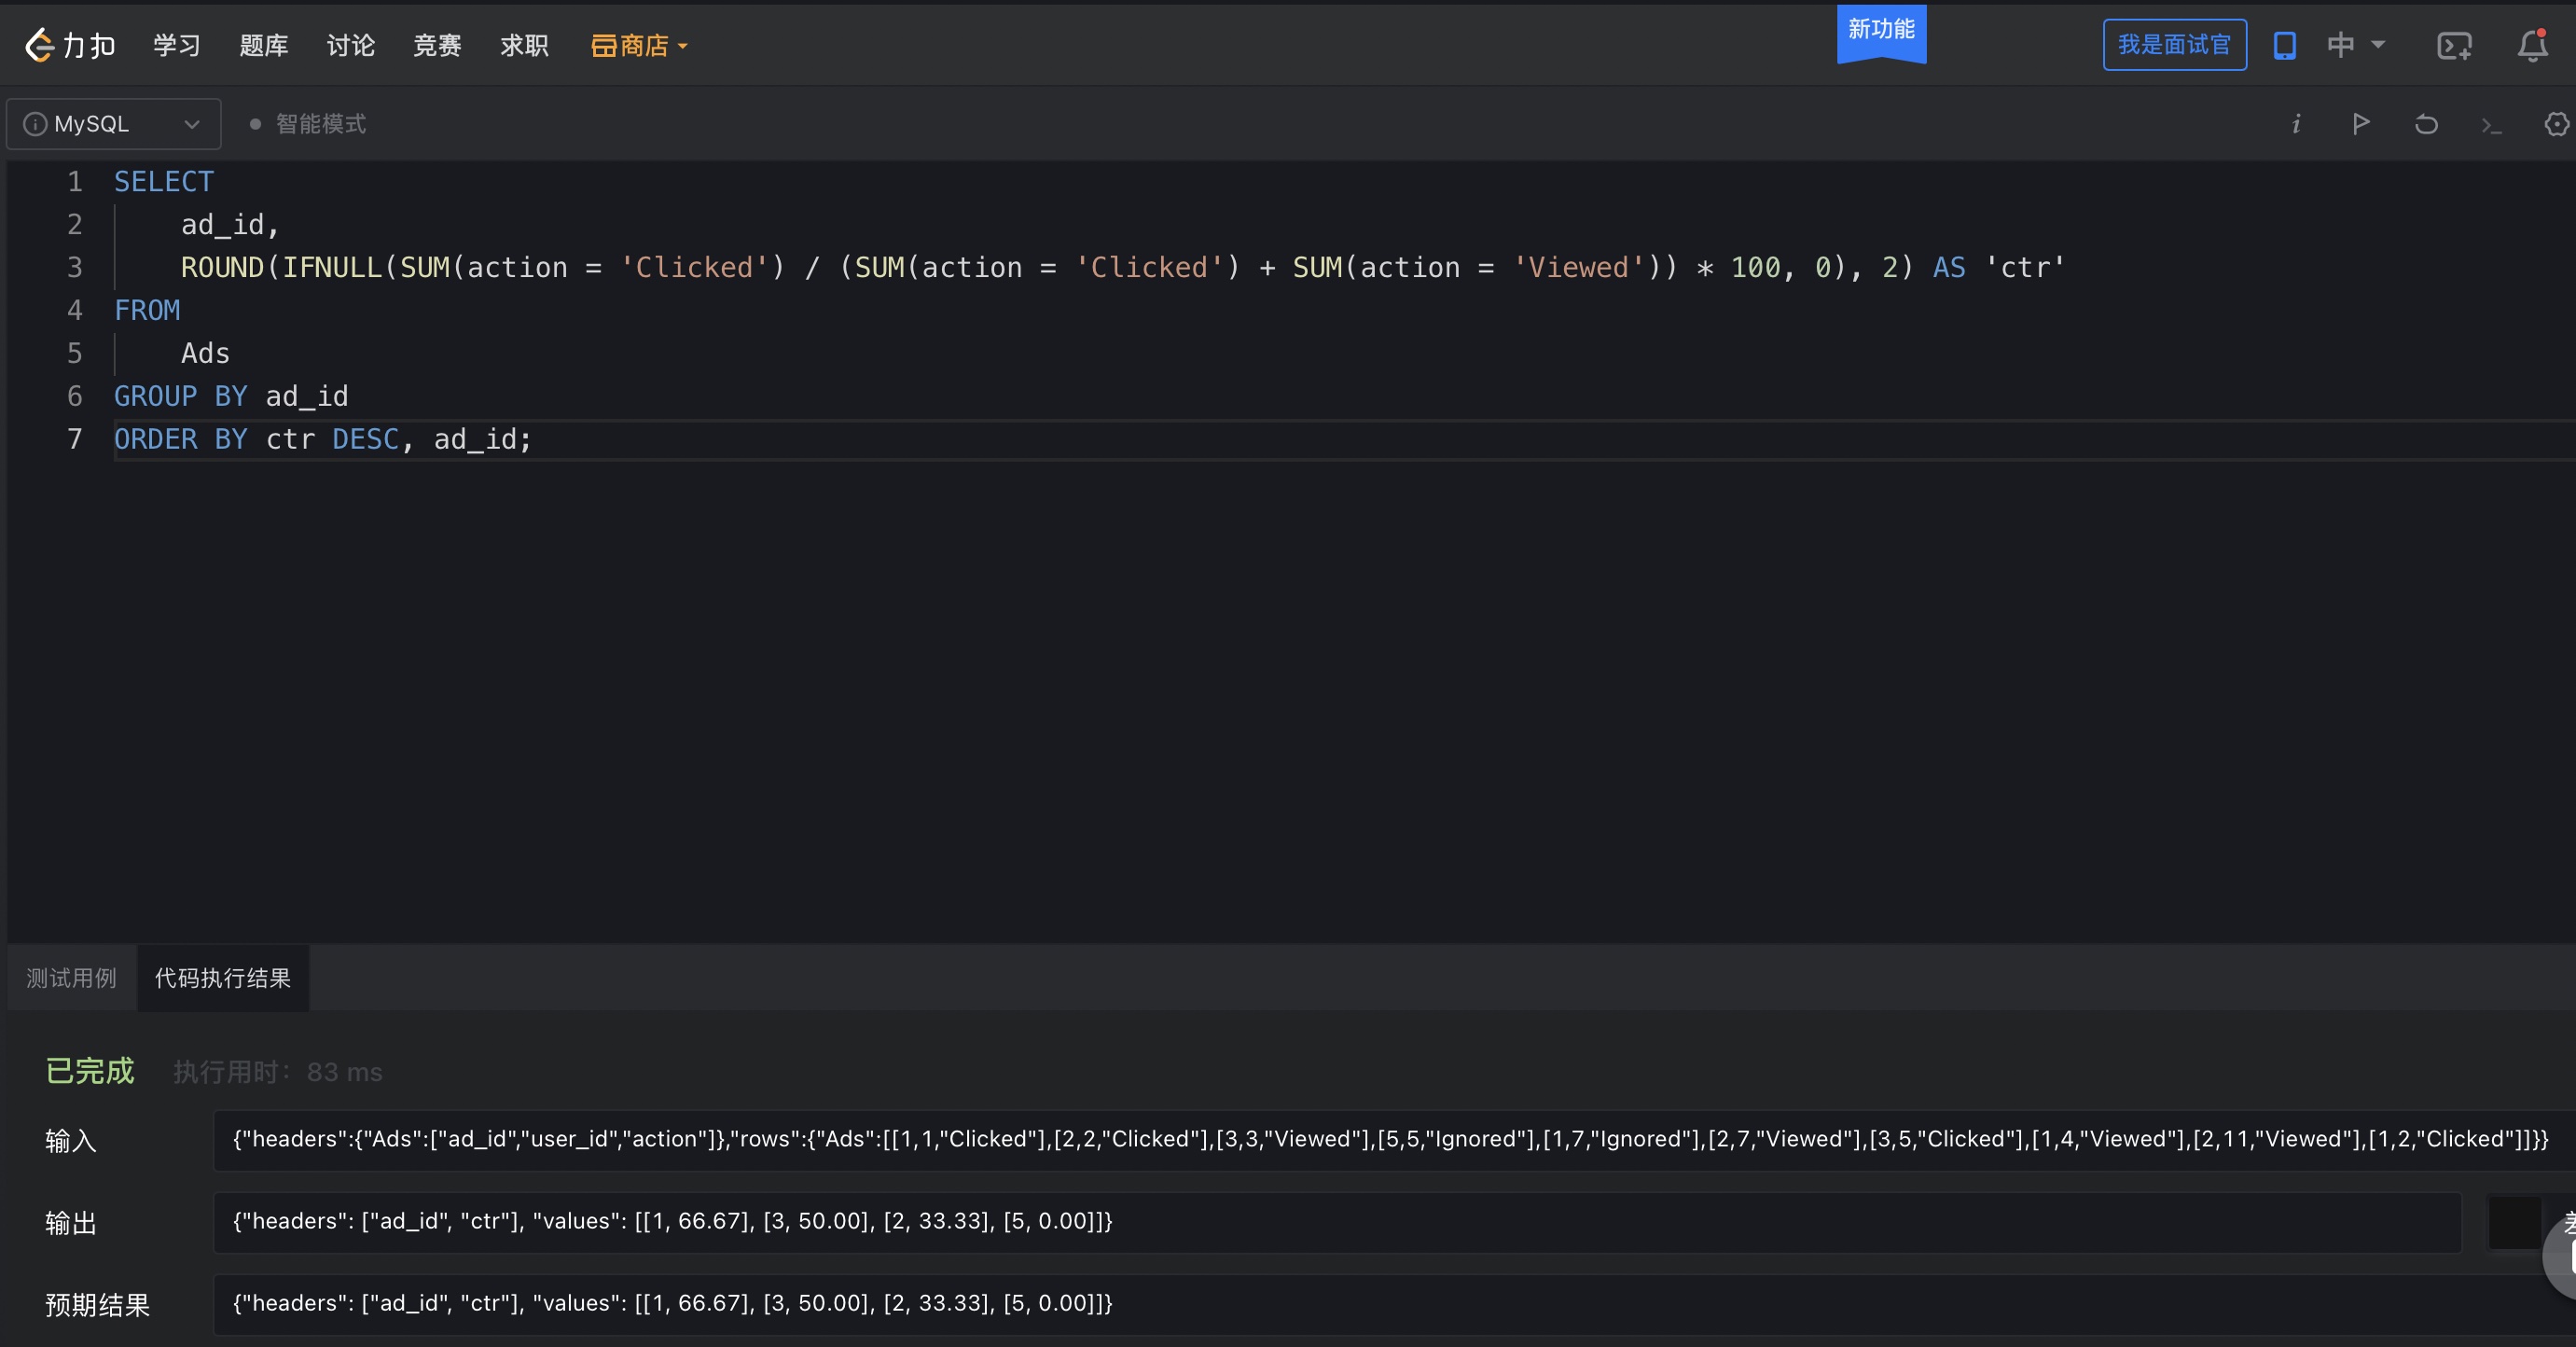 力扣 学习 题库 讨论 竞赛 求职 商店 新功能 我是面试官 中
MySQL 智能模式
1 SELECT
2 ad_id,
3 ROUND(IFNULL(SUM(action = 'Clicked') / (SUM(action = 'Clicked') + SUM(action = 'Viewed')) * 100, 0), 2) AS 'ctr'
4 FROM
5 Ads
6 GROUP BY ad_id
7 ORDER BY ctr DESC, ad_id;
测试用例 代码执行结果
已完成 执行用时: 83 ms
输入 {"headers":{"Ads":["ad_id","user_id","action"]},"rows":{"Ads":[[1,1,"Clicked"],[2,2,"Clicked"],[3,3,"Viewed"],[5,5,"Ignored"],[1,7,"Ignored"],[2,7,"Viewed"],[3,5,"Clicked"],[1,4,"Viewed"],[2,11,"Viewed"],[1,2,"Clicked"]]}}
输出 {"headers": ["ad_id", "ctr"], "values": [[1, 66.67], [3, 50.00], [2, 33.33], [5, 0.00]]}
预期结果 {"headers": ["ad_id", "ctr"], "values": [[1, 66.67], [3, 50.00], [2, 33.33], [5, 0.00]]}